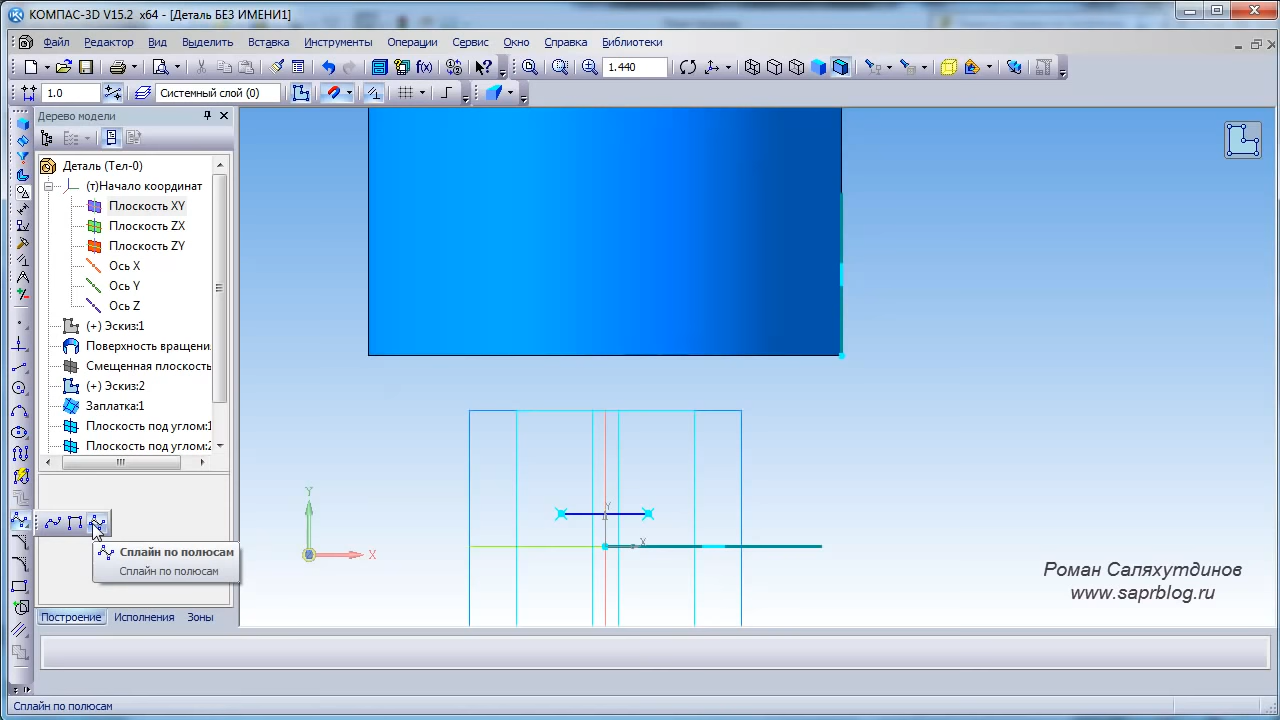 КОМПАС-3D V15.2 x64 - [Деталь БЕЗ ИМЕНИ1]
Файл Редактор Вид Выделить Вставка Инструменты Операции Сервис Окно Справка Библиотеки
f(x) 1.440
1.0 Системный слой (0)
Дерево модели
Деталь (Тел-0)
(т)Начало координат
Плоскость XY
Плоскость ZX
Плоскость ZY
Ось X
Ось Y
Ось Z
(+) Эскиз:1
Поверхность вращени
Смещенная плоскость
(+) Эскиз:2
Заплатка:1
Плоскость под углом:1
Плоскость под углом:2
Y
X
Y
X
Сплайн по полюсам
Сплайн по полюсам
Роман Саляхутдинов
www.saprblog.ru
Построение Исполнения Зоны
Сплайн по полюсам